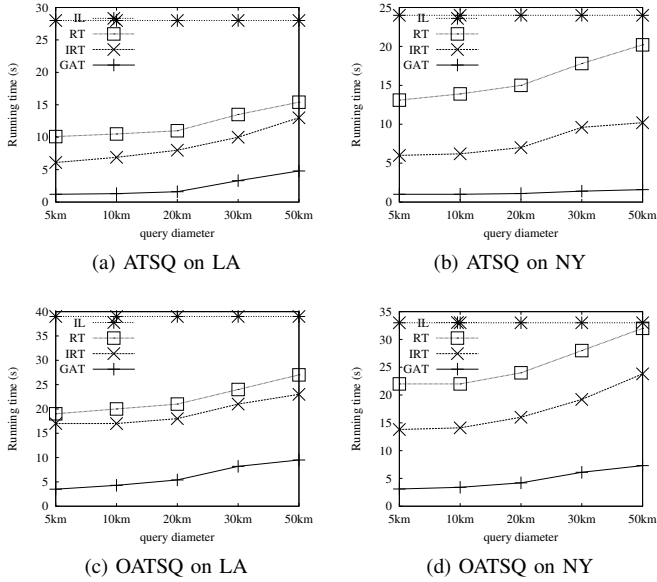 30
25
20
15
10
5
0
Running time (s)
IL
RT
IRT
GAT
5km 10km 20km 30km 50km
query diameter
(a) ATSQ on LA
25
20
15
10
5
0
Running time (s)
IL
RT
IRT
GAT
5km 10km 20km 30km 50km
query diameter
(b) ATSQ on NY
40
35
30
25
20
15
10
5
0
Running time (s)
IL
RT
IRT
GAT
5km 10km 20km 30km 50km
query diameter
(c) OATSQ on LA
35
30
25
20
15
10
5
0
Running time (s)
IL
RT
IRT
GAT
5km 10km 20km 30km 50km
query diameter
(d) OATSQ on NY